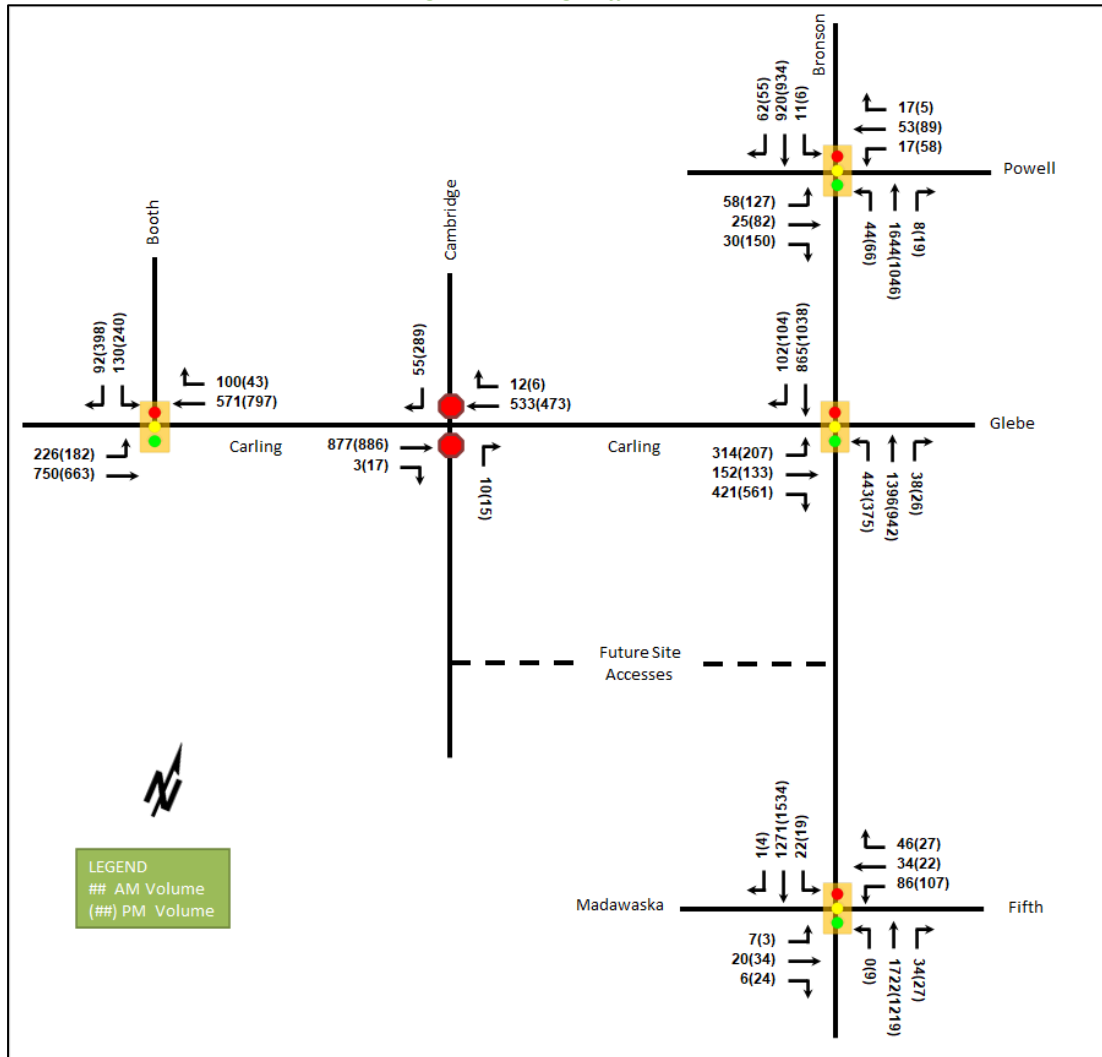 Bronson
62(55)
920(934)
11(6)
17(5)
53(89)
17(58)
Powell
58(127)
25(82)
30(150)
44(66)
1644(1046)
8(19)
Booth
Cambridge
92(398)
130(240)
100(43)
571(797)
55(289)
12(6)
533(473)
102(104)
865(1038)
Glebe
226(182)
750(663)
Carling
877(886)
3(17)
10(15)
Carling
314(207)
152(133)
421(561)
443(375)
1396(942)
38(26)
Future Site
Accesses
N
LEGEND
## AM Volume
(##) PM Volume
1(4)
1271(1534)
22(19)
46(27)
34(22)
86(107)
Madawaska
Fifth
7(3)
20(34)
6(24)
0(9)
1722(1219)
34(27)